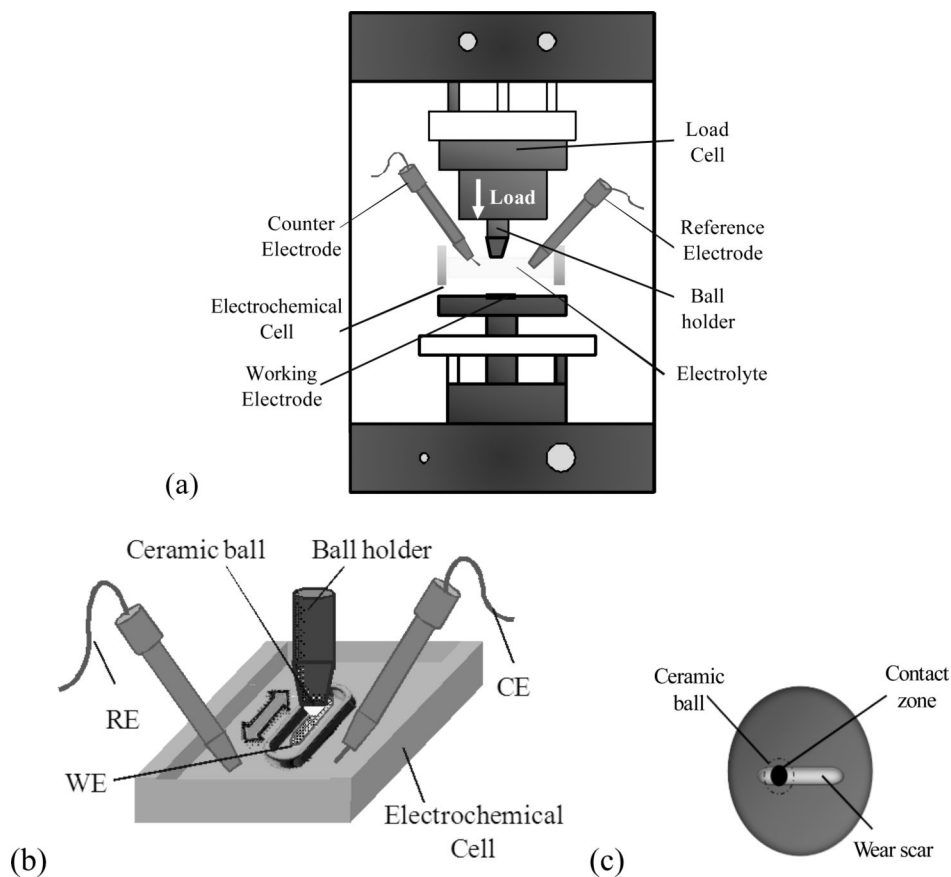 Load
Cell
Load
Counter
Electrode
Reference
Electrode
Electrochemical
Cell
Ball
holder
Working
Electrode
Electrolyte
(a)
Ceramic ball
Ball holder
RE
CE
WE
Electrochemical
Cell
(b)
Ceramic
ball
Contact
zone
Wear scar
(c)